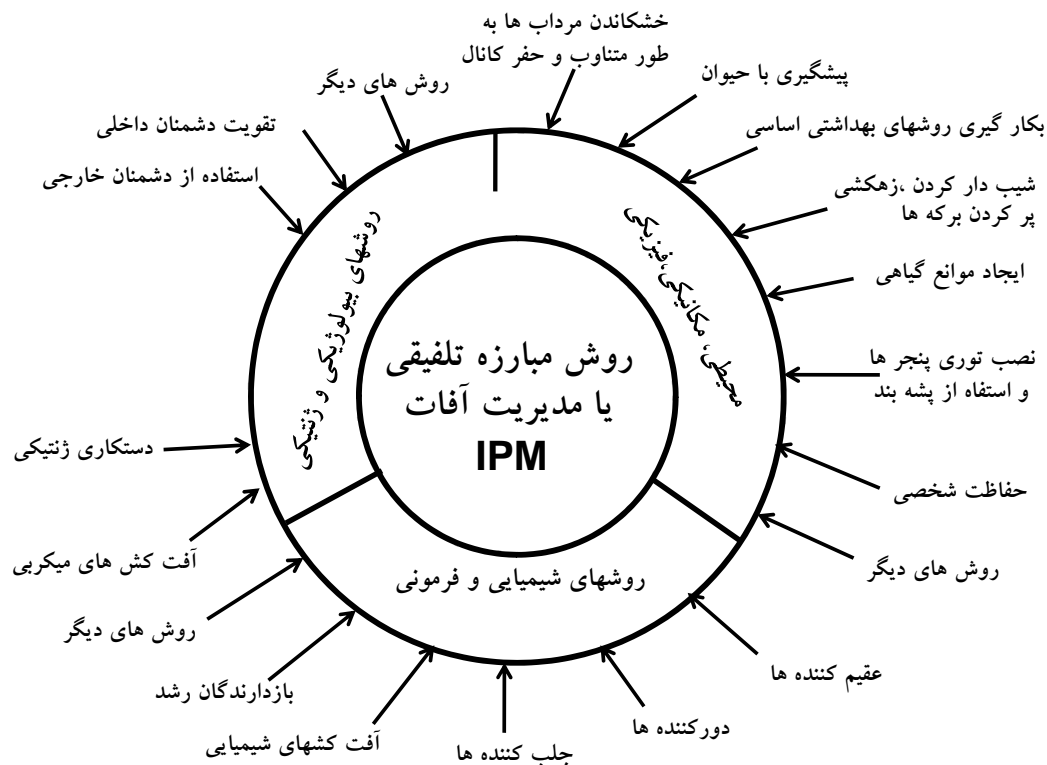 خشکاندن مرداب ها به
طور متناوب و حفر کانال
پیشگیری با حیوان
بکار گیری روشهای بهداشتی اساسی
شیب دار کردن ،زهکشی
پر کردن برکه ها
ایجاد موانع گیاهی
نصب توری پنجر ها
و استفاه از پشه بند
حفاظت شخصی
روش های دیگر
عقیم کننده ها
دورکننده ها
جلب کننده ها
آفت کشهای شیمیایی
بازدارندگان رشد
روش های دیگر
آفت کش های میکربی
دستکاری ژنتیکی
استفاده از دشمنان خارجی
تقویت دشمنان داخلی
روش های دیگر
محیطی، مکانیکی،فیزیکی
روشهای شیمیایی و فرمونی
روشهای بیولوژیکی و ژنتیکی
روش مبارزه تلفیقی
یا مدیریت آفات
IPM